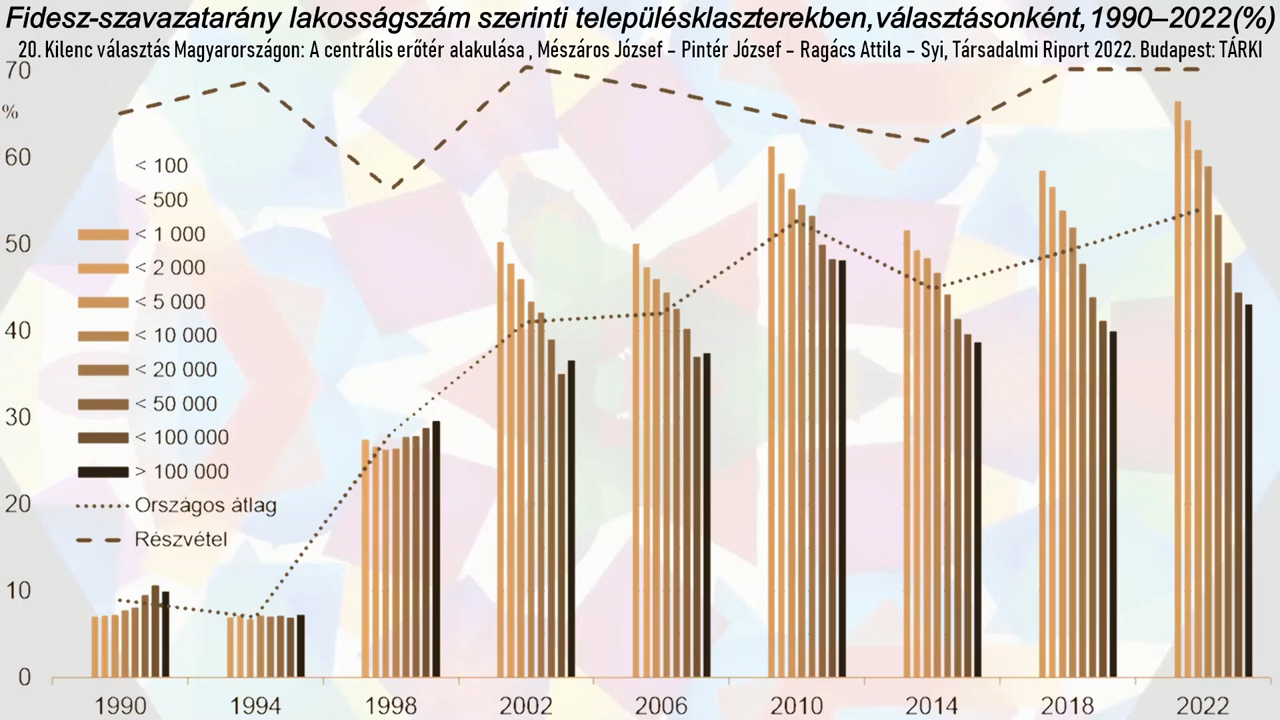 Fidesz-szavazatarány lakosságszám szerinti településklaszterekben, választásonként, 1990–2022(%)
20. Kilenc választás Magyarországon: A centrális erőtér alakulása , Mészáros József – Pintér József – Ragács Attila – Syi, Társadalmi Riport 2022. Budapest: TÁRKI
70
%
60
50
40
30
20
10
0
< 100
< 500
< 1 000
< 2 000
< 5 000
< 10 000
< 20 000
< 50 000
< 100 000
> 100 000
Országos átlag
Részvétel
1990 1994 1998 2002 2006 2010 2014 2018 2022